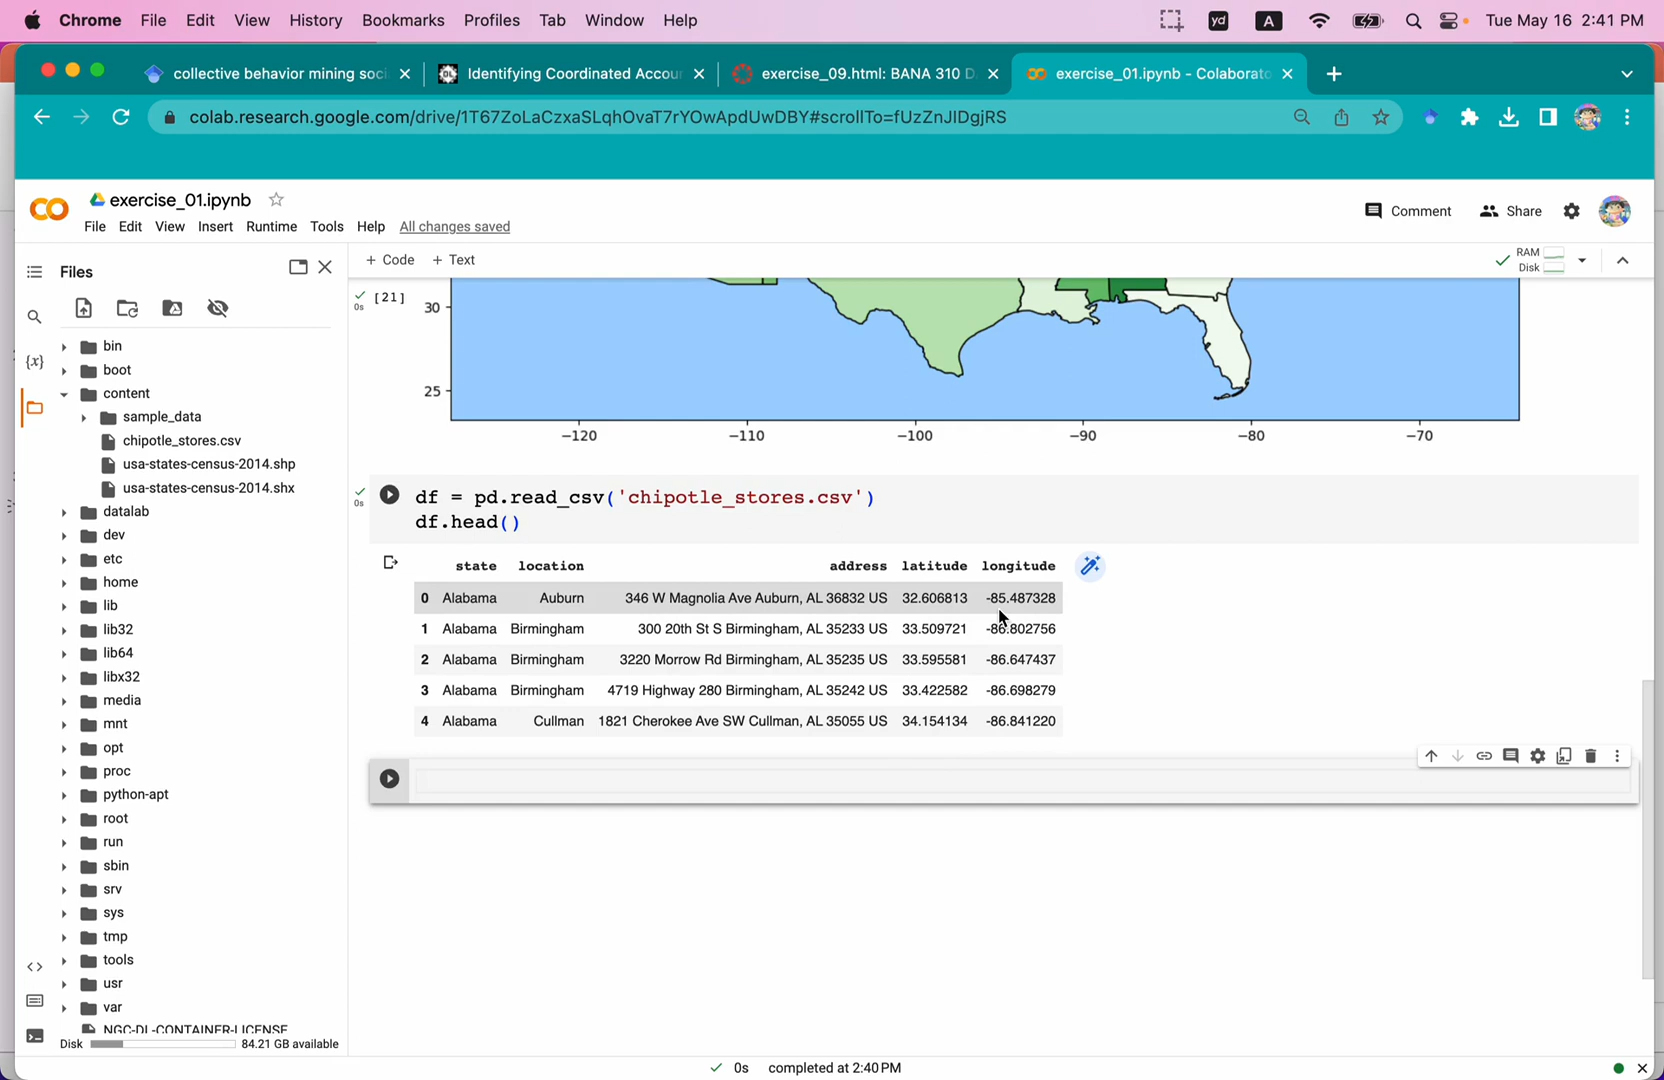 Chrome File Edit View History Bookmarks Profiles Tab Window Help yd A Tue May 16 2:41 PM
collective behavior mining soci Identifying Coordinated Accou exercise_09.html: BANA 310 D exercise_01.ipynb - Colaborato
colab.research.google.com/drive/1T67ZoLaCzxaSLqhOvaT7rYOwApdUwDBY#scrollTo=fUzZnJIDgjRS
exercise_01.ipynb
File Edit View Insert Runtime Tools Help All changes saved
Comment Share
Files
+ Code + Text
RAM
Disk
bin
boot
content
sample_data
chipotle_stores.csv
usa-states-census-2014.shp
usa-states-census-2014.shx
datalab
dev
etc
home
lib
lib32
lib64
libx32
media
mnt
opt
proc
python-apt
root
run
sbin
srv
sys
tmp
tools
usr
var
NGC-DL-CONTAINER-LICENSE
Disk 84.21 GB available
{x}
0s [21]
30
25
−120 −110 −100 −90 −80 −70
0s
df = pd.read_csv('chipotle_stores.csv')
df.head()
state location address latitude longitude
0 Alabama Auburn 346 W Magnolia Ave Auburn, AL 36832 US 32.606813 -85.487328
1 Alabama Birmingham 300 20th St S Birmingham, AL 35233 US 33.509721 -86.802756
2 Alabama Birmingham 3220 Morrow Rd Birmingham, AL 35235 US 33.595581 -86.647437
3 Alabama Birmingham 4719 Highway 280 Birmingham, AL 35242 US 33.422582 -86.698279
4 Alabama Cullman 1821 Cherokee Ave SW Cullman, AL 35055 US 34.154134 -86.841220
0s completed at 2:40 PM